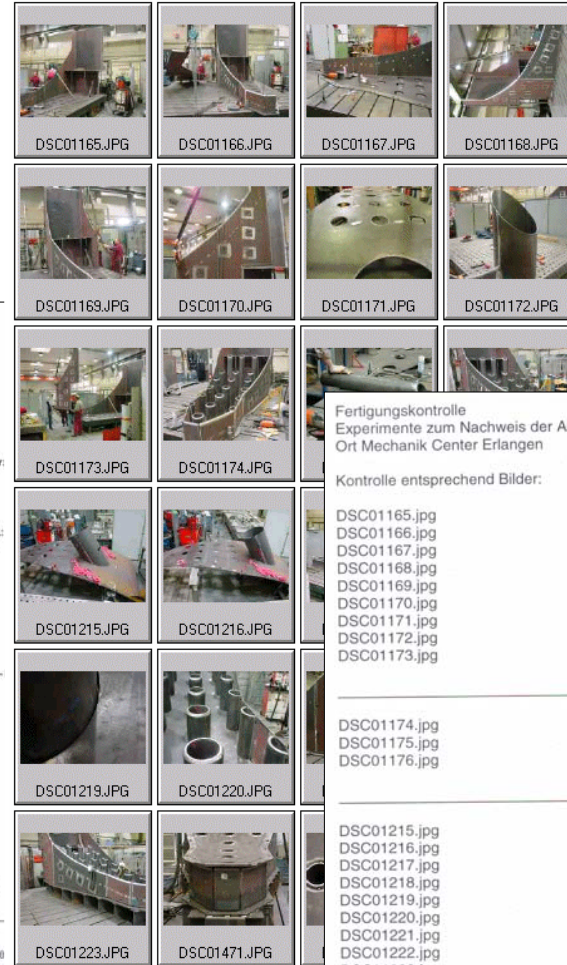 DSC01165.JPG
DSC01166.JPG
DSC01167.JPG
DSC01168.JPG
DSC01169.JPG
DSC01170.JPG
DSC01171.JPG
DSC01172.JPG
DSC01173.JPG
DSC01174.JPG
DSC01215.JPG
DSC01216.JPG
DSC01219.JPG
DSC01220.JPG
DSC01223.JPG
DSC01471.JPG
Fertigungskontrolle
Experimente zum Nachweis der A
Ort Mechanik Center Erlangen
Kontrolle entsprechend Bilder:
DSC01165.jpg
DSC01166.jpg
DSC01167.jpg
DSC01168.jpg
DSC01169.jpg
DSC01170.jpg
DSC01171.jpg
DSC01172.jpg
DSC01173.jpg
DSC01174.jpg
DSC01175.jpg
DSC01176.jpg
DSC01215.jpg
DSC01216.jpg
DSC01217.jpg
DSC01218.jpg
DSC01219.jpg
DSC01220.jpg
DSC01221.jpg
DSC01222.jpg